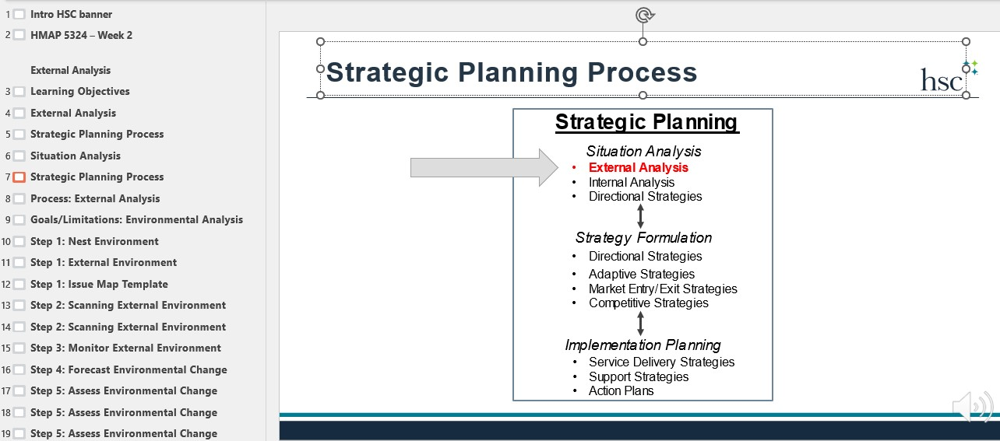 1 Intro HSC banner
2 HMAP 5324 – Week 2
External Analysis
3 Learning Objectives
4 External Analysis
5 Strategic Planning Process
6 Situation Analysis
7 Strategic Planning Process
8 Process: External Analysis
9 Goals/Limitations: Environmental Analysis
10 Step 1: Nest Environment
11 Step 1: External Environment
12 Step 1: Issue Map Template
13 Step 2: Scanning External Environment
14 Step 2: Scanning External Environment
15 Step 3: Monitor External Environment
16 Step 4: Forecast Environmental Change
17 Step 5: Assess Environmental Change
18 Step 5: Assess Environmental Change
19 Step 5: Assess Environmental Change
Strategic Planning Process
hsc
Strategic Planning
Situation Analysis
• External Analysis
• Internal Analysis
• Directional Strategies
Strategy Formulation
• Directional Strategies
• Adaptive Strategies
• Market Entry/Exit Strategies
• Competitive Strategies
Implementation Planning
• Service Delivery Strategies
• Support Strategies
• Action Plans